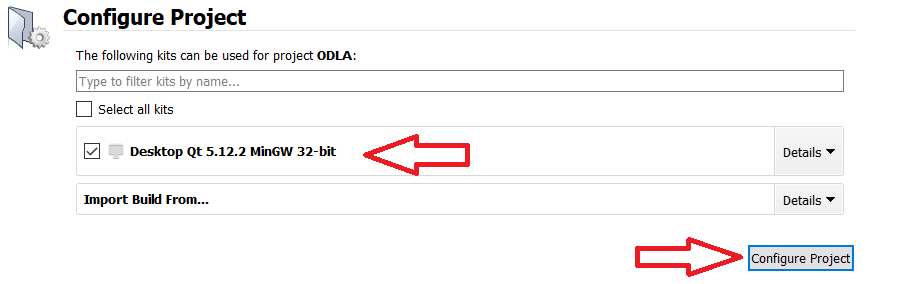 Configure Project
The following kits can be used for project ODLA:
Type to filter kits by name...
Select all kits
Desktop Qt 5.12.2 MinGW 32-bit
Details
Import Build From...
Details
Configure Project